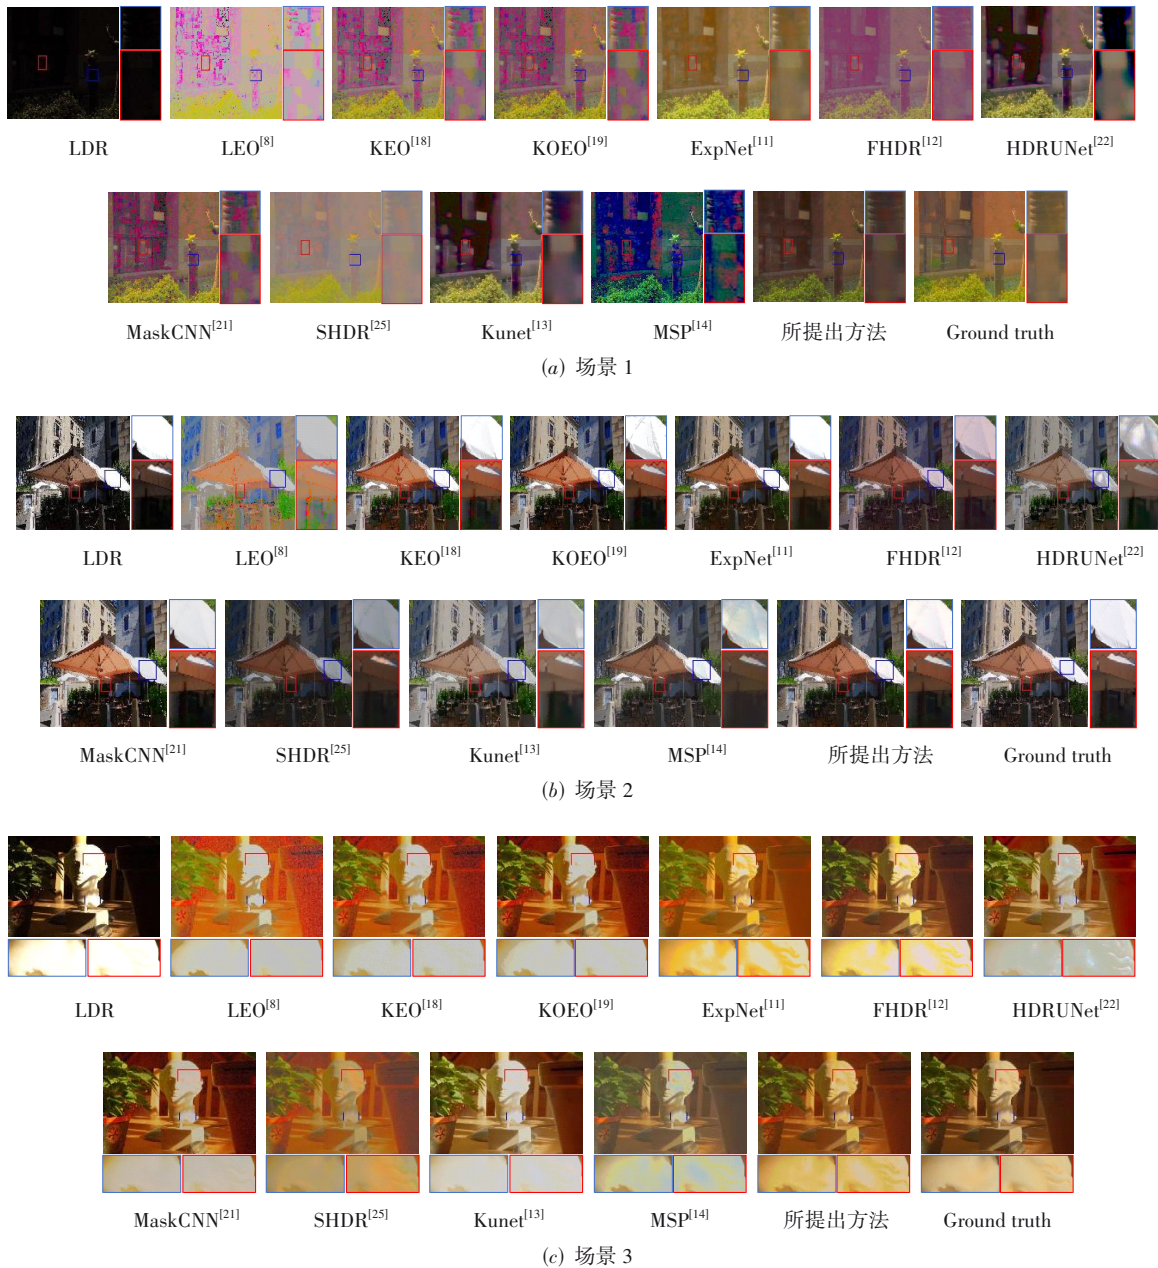 LDR LEO[8] KEO[18] KOEO[19] ExpNet[11] FHDR[12] HDRUNet[22]
MaskCNN[21] SHDR[25] Kunet[13] MSP[14] 所提出方法 Ground truth
(a) 场景 1
LDR LEO[8] KEO[18] KOEO[19] ExpNet[11] FHDR[12] HDRUNet[22]
MaskCNN[21] SHDR[25] Kunet[13] MSP[14] 所提出方法 Ground truth
(b) 场景 2
LDR LEO[8] KEO[18] KOEO[19] ExpNet[11] FHDR[12] HDRUNet[22]
MaskCNN[21] SHDR[25] Kunet[13] MSP[14] 所提出方法 Ground truth
(c) 场景 3